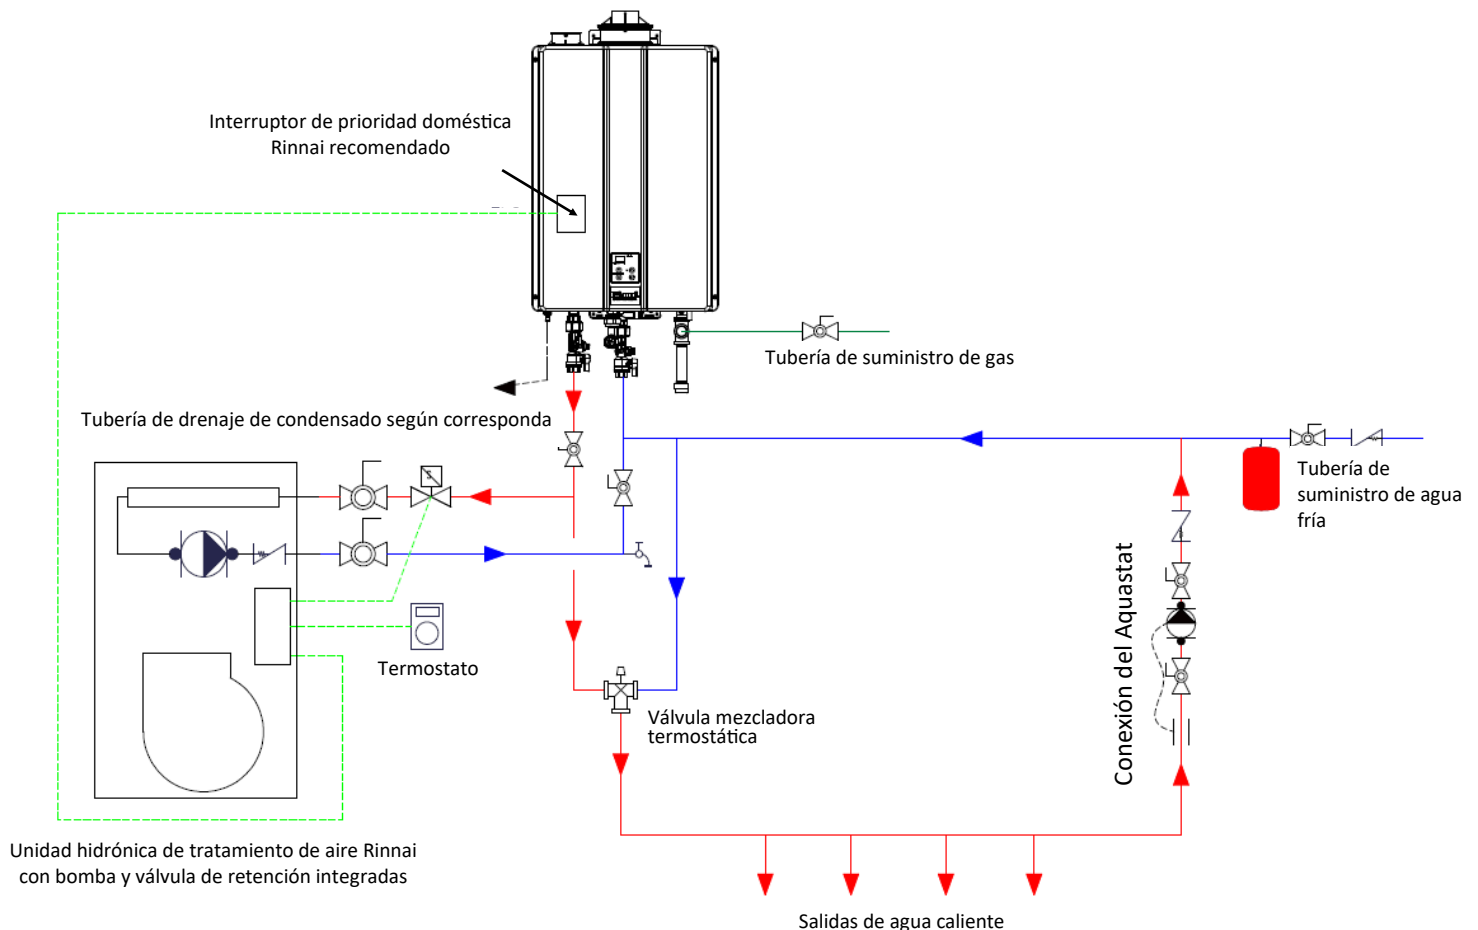 Interruptor de prioridad doméstica
Rinnai recomendado
Tubería de suministro de gas
Tubería de drenaje de condensado según corresponda
Tubería de
suministro de agua
fría
Conexión del Aquastat
S
Termostato
Válvula mezcladora
termostática
Unidad hidrónica de tratamiento de aire Rinnai
con bomba y válvula de retención integradas
Salidas de agua caliente